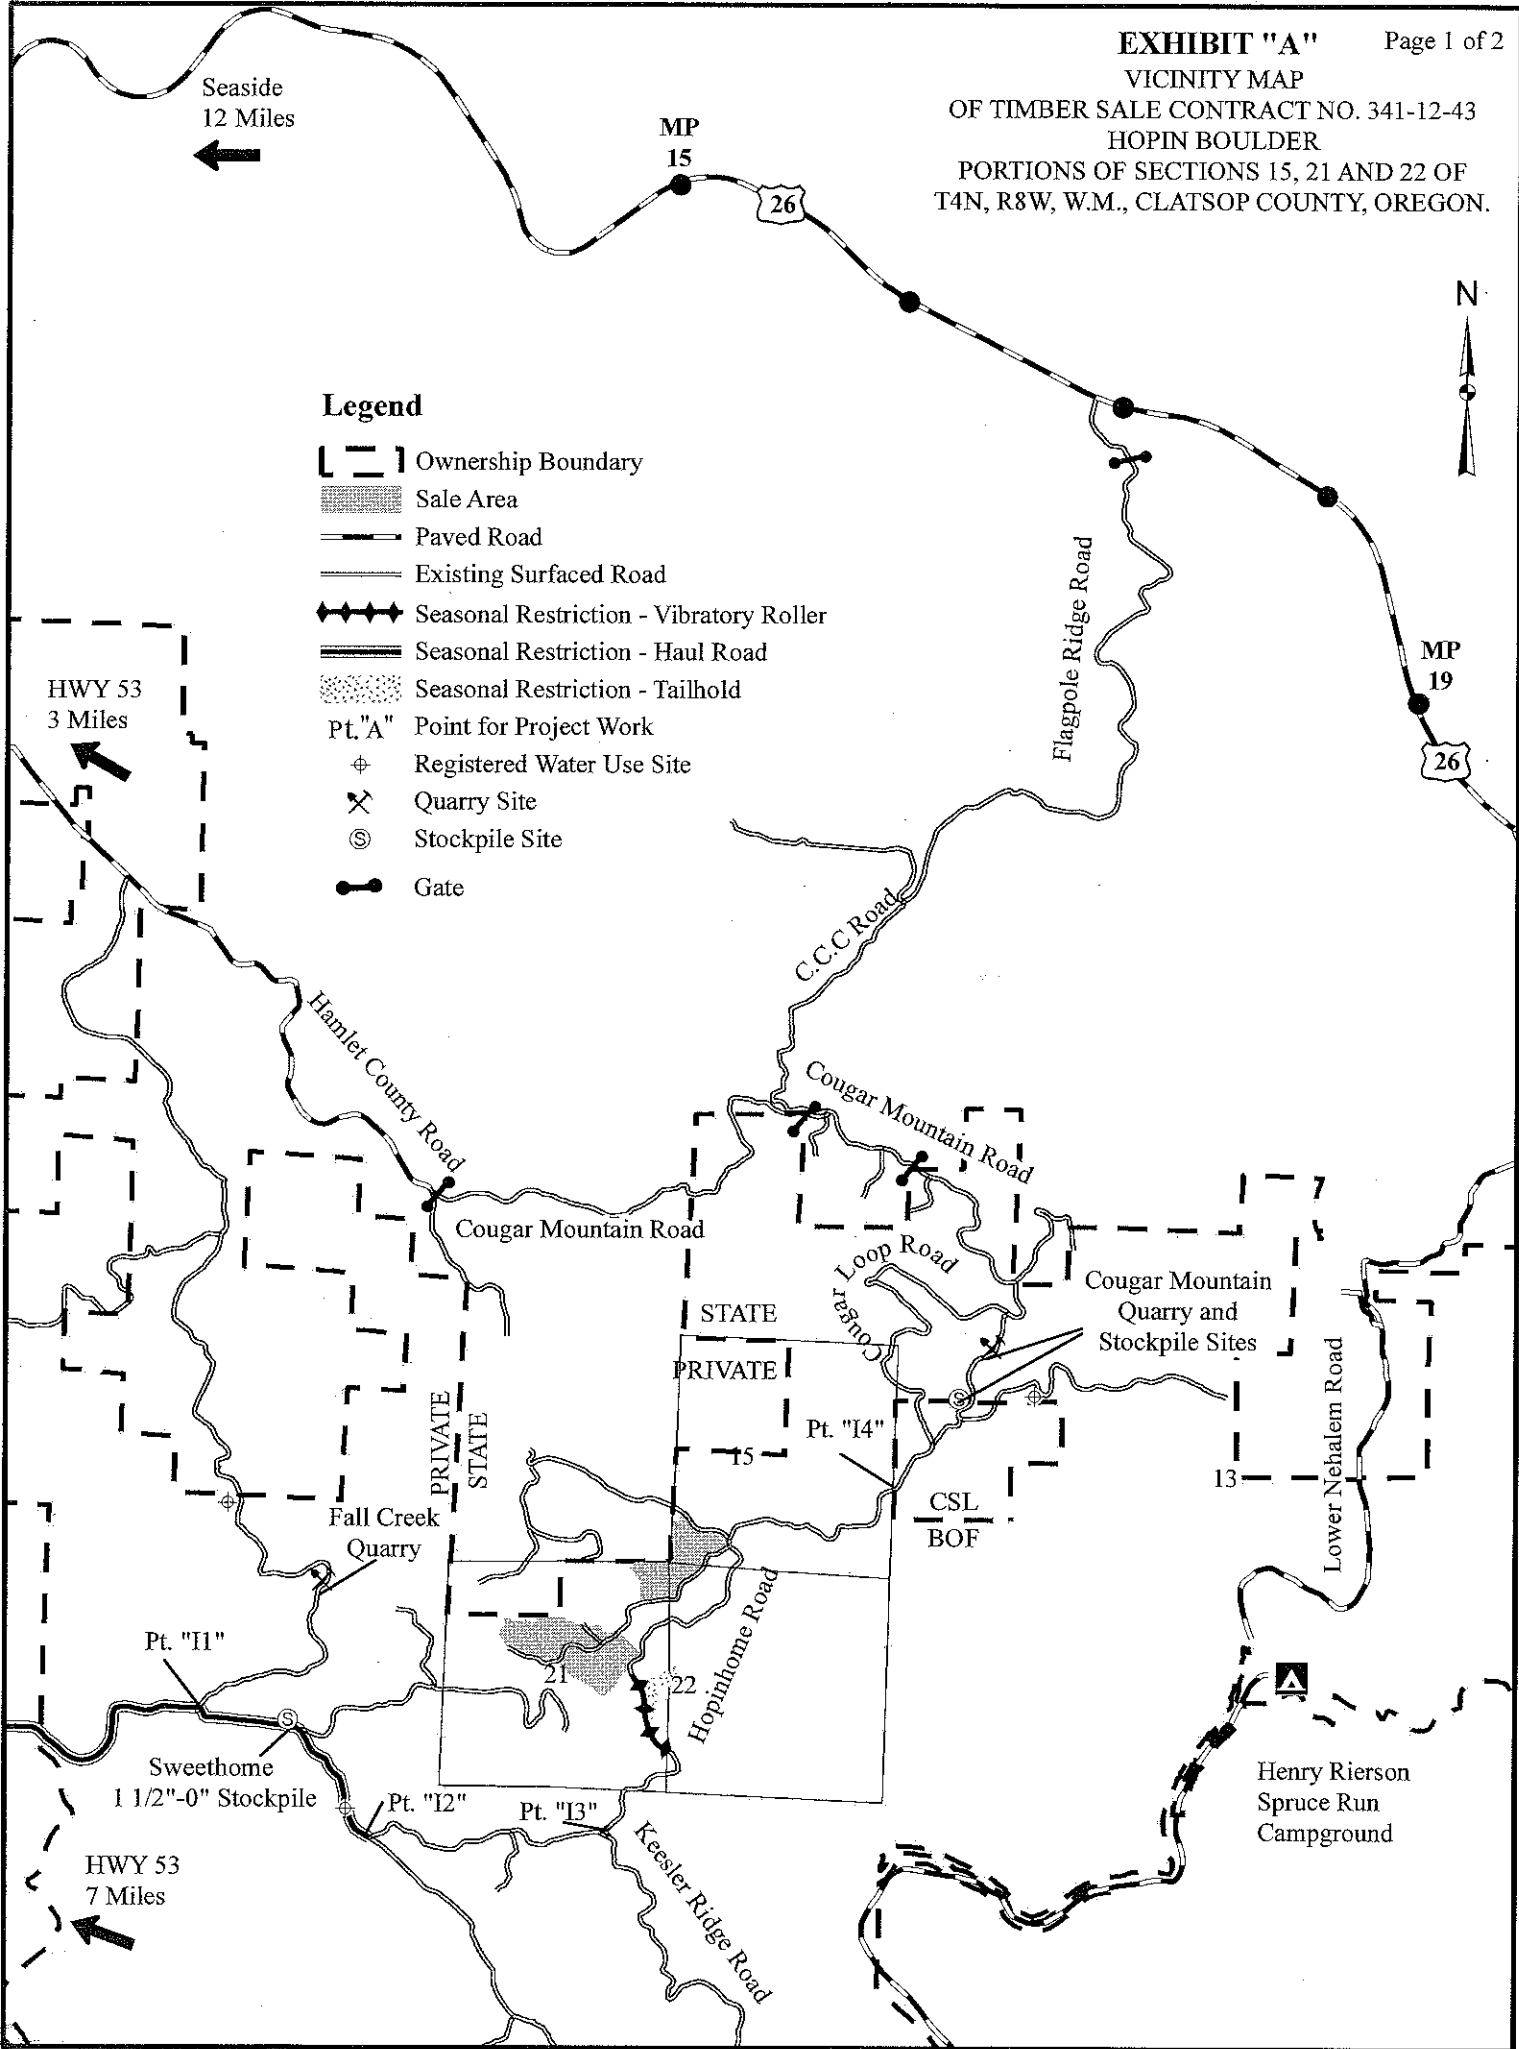 EXHIBIT "A"
Page 1 of 2
VICINITY MAP
OF TIMBER SALE CONTRACT NO. 341-12-43
HOPIN BOULDER
PORTIONS OF SECTIONS 15, 21 AND 22 OF
T4N, R8W, W.M., CLATSOP COUNTY, OREGON.
Seaside
12 Miles
MP
15
26
N
Legend
Ownership Boundary
Sale Area
Paved Road
Existing Surfaced Road
Seasonal Restriction - Vibratory Roller
Seasonal Restriction - Haul Road
Seasonal Restriction - Tailhold
Pt."A" Point for Project Work
Registered Water Use Site
Quarry Site
S Stockpile Site
Gate
Flagpole Ridge Road
MP
19
26
HWY 53
3 Miles
C.C.C Road
Hamlet County Road
Cougar Mountain Road
Cougar Mountain Road
Cougar Loop Road
Cougar Mountain
Quarry and
Stockpile Sites
STATE
PRIVATE
PRIVATE
STATE
Pt. "I4"
15
S
13
CSL
BOF
Lower Nehalem Road
Fall Creek
Quarry
Pt. "I1"
21
22
Hopinhome Road
S
Sweethome
1 1/2"-0" Stockpile
Pt. "I2"
Pt. "I3"
Keesler Ridge Road
HWY 53
7 Miles
Henry Rierson
Spruce Run
Campground